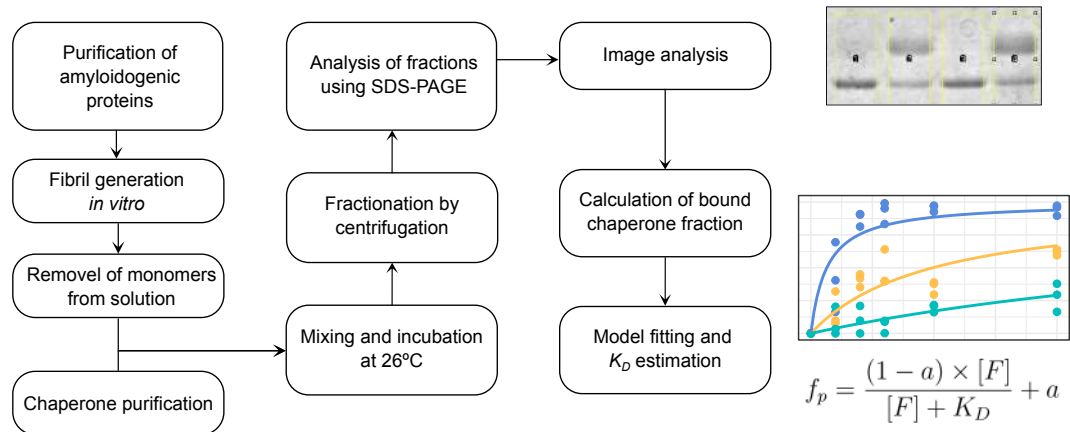 Purification of
amyloidogenic
proteins
Fibril generation
in vitro
Removel of monomers
from solution
Chaperone purification
Mixing and incubation
at 26ºC
Fractionation by
centrifugation
Analysis of fractions
using SDS-PAGE
Image analysis
Calculation of bound
chaperone fraction
Model fitting and
K_D estimation
f_p = \frac{(1 - a) \times [F]}{[F] + K_D} + a